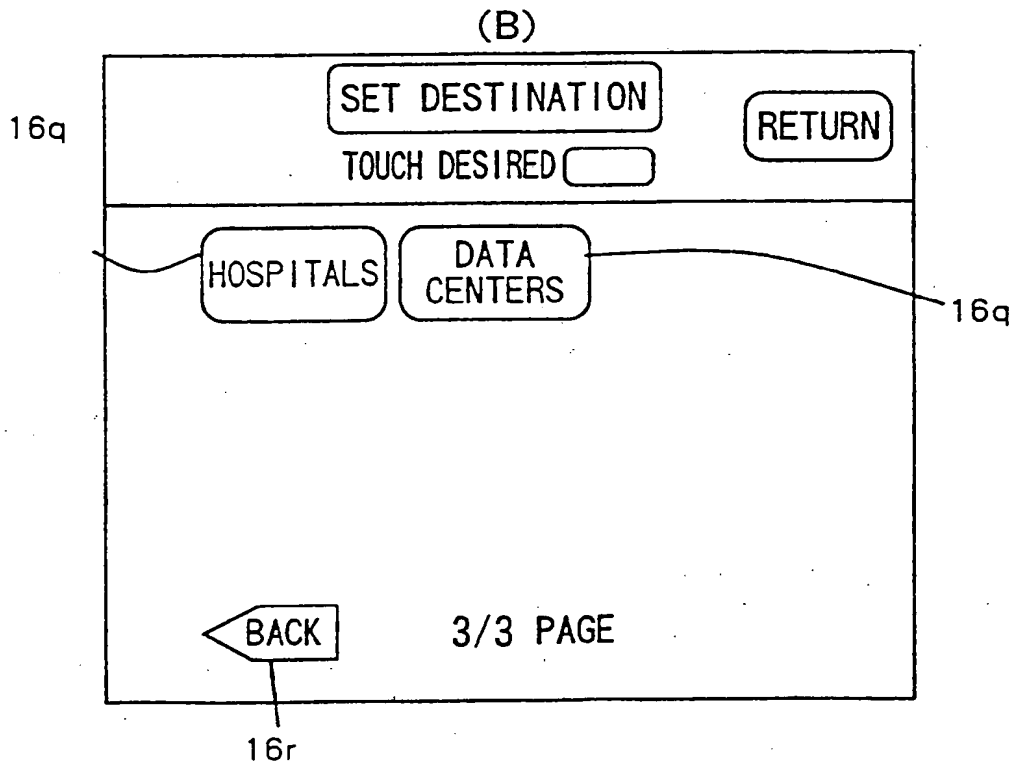 (B)
SET DESTINATION
RETURN
16q
TOUCH DESIRED
HOSPITALS
DATA
CENTERS
16q
BACK
3/3 PAGE
16r